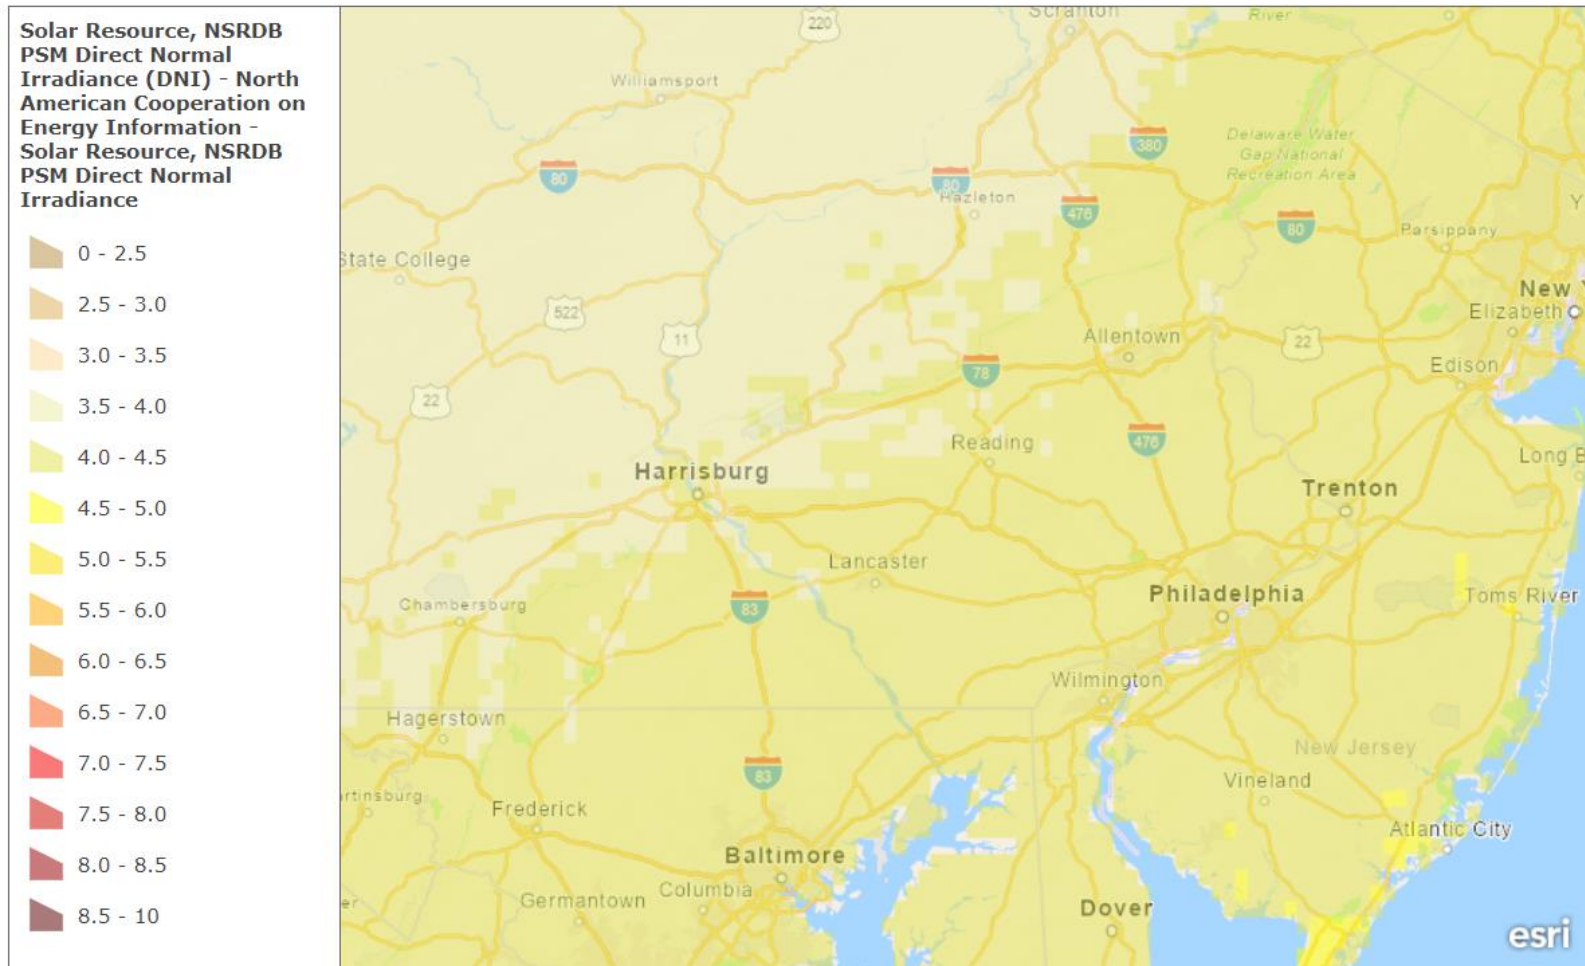 Solar Resource, NSRDB
PSM Direct Normal
Irradiance (DNI) - North
American Cooperation on
Energy Information -
Solar Resource, NSRDB
PSM Direct Normal
Irradiance
0 - 2.5
2.5 - 3.0
3.0 - 3.5
3.5 - 4.0
4.0 - 4.5
4.5 - 5.0
5.0 - 5.5
5.5 - 6.0
6.0 - 6.5
6.5 - 7.0
7.0 - 7.5
7.5 - 8.0
8.0 - 8.5
8.5 - 10
Scranton
River
220
Williamsport
380
Delaware Water
Gap National
Recreation Area
80
80
Hazleton
476
80
Y
Parsippany
State College
New Y
522
Elizabeth
11
Allentown
22
78
Edison
22
476
Reading
Long B
Harrisburg
Trenton
Lancaster
Philadelphia
Toms River
Chambersburg
83
Wilmington
Hagerstown
New Jersey
83
Vineland
artinsburg
Frederick
Atlantic City
Baltimore
Columbia
Germantown
er
Dover
esri